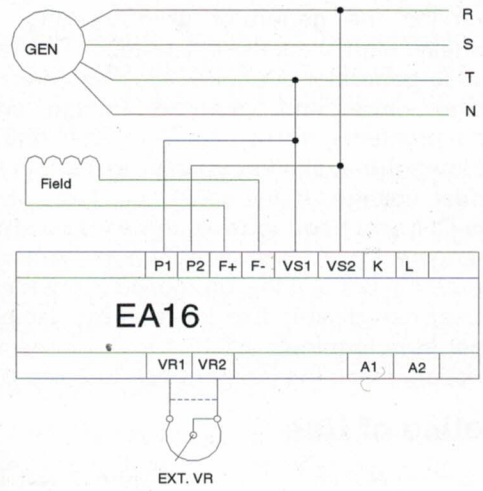 R
GEN
S
T
N
Field
P1 P2 F+ F- VS1 VS2 K L
EA16
VR1 VR2 A1 A2
EXT. VR